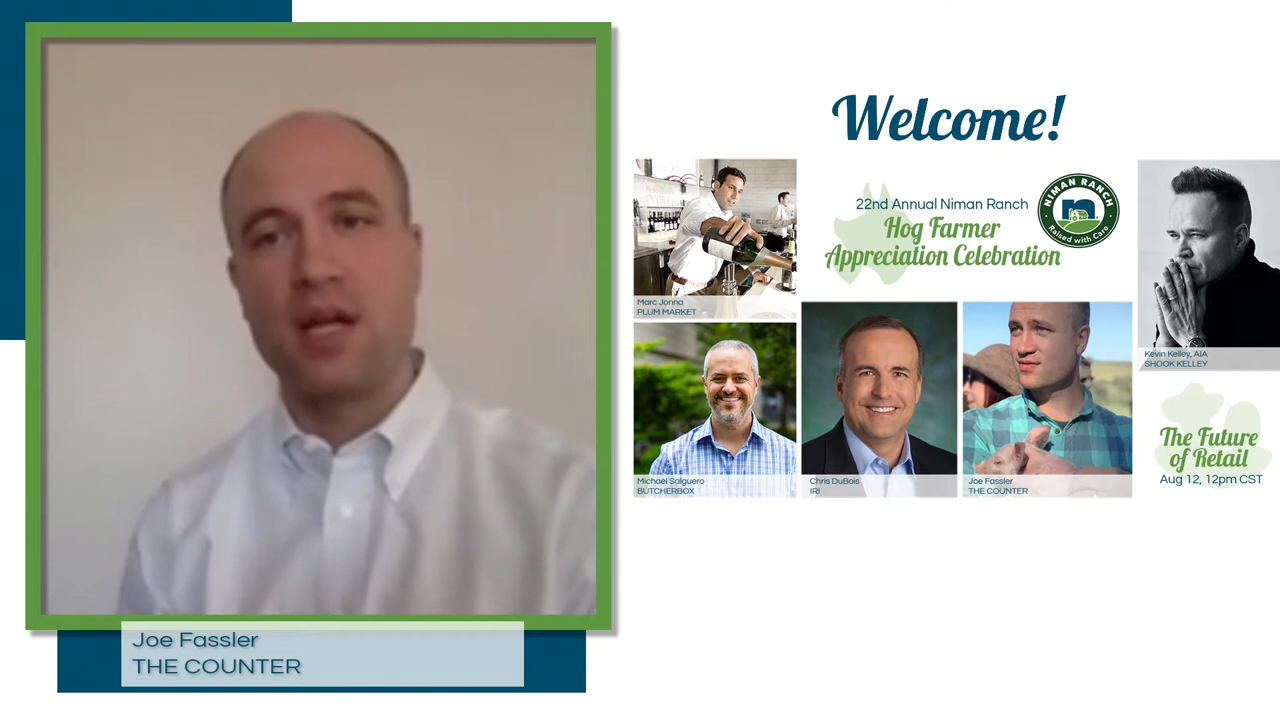 Joe Fassler
THE COUNTER
Welcome!
Marc Jonna
PLUM MARKET
22nd Annual Niman Ranch
Hog Farmer
Appreciation Celebration
NIMAN RANCH
n
Raised with Care
Kevin Kelley, AIA
SHOOK KELLEY
Michael Salguero
BUTCHERBOX
Chris DuBois
IRI
Joe Fassler
THE COUNTER
The Future
of Retail
Aug 12, 12pm CST